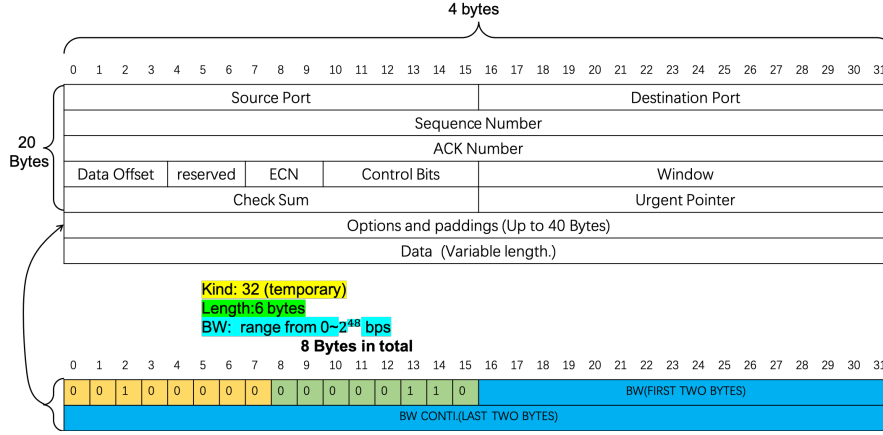 4 bytes
0 1 2 3 4 5 6 7 8 9 10 11 12 13 14 15 16 17 18 19 20 21 22 23 24 25 26 27 28 29 30 31
20 Bytes
Source Port Destination Port
Sequence Number
ACK Number
Data Offset reserved ECN Control Bits Window
Check Sum Urgent Pointer
Options and paddings (Up to 40 Bytes)
Data (Variable length.)
Kind: 32 (temporary)
Length:6 bytes
BW: range from 0~2^48 bps
8 Bytes in total
0 1 2 3 4 5 6 7 8 9 10 11 12 13 14 15 16 17 18 19 20 21 22 23 24 25 26 27 28 29 30 31
0 0 1 0 0 0 0 0 0 0 0 0 0 1 1 0 BW(FIRST TWO BYTES)
BW CONTI.(LAST TWO BYTES)